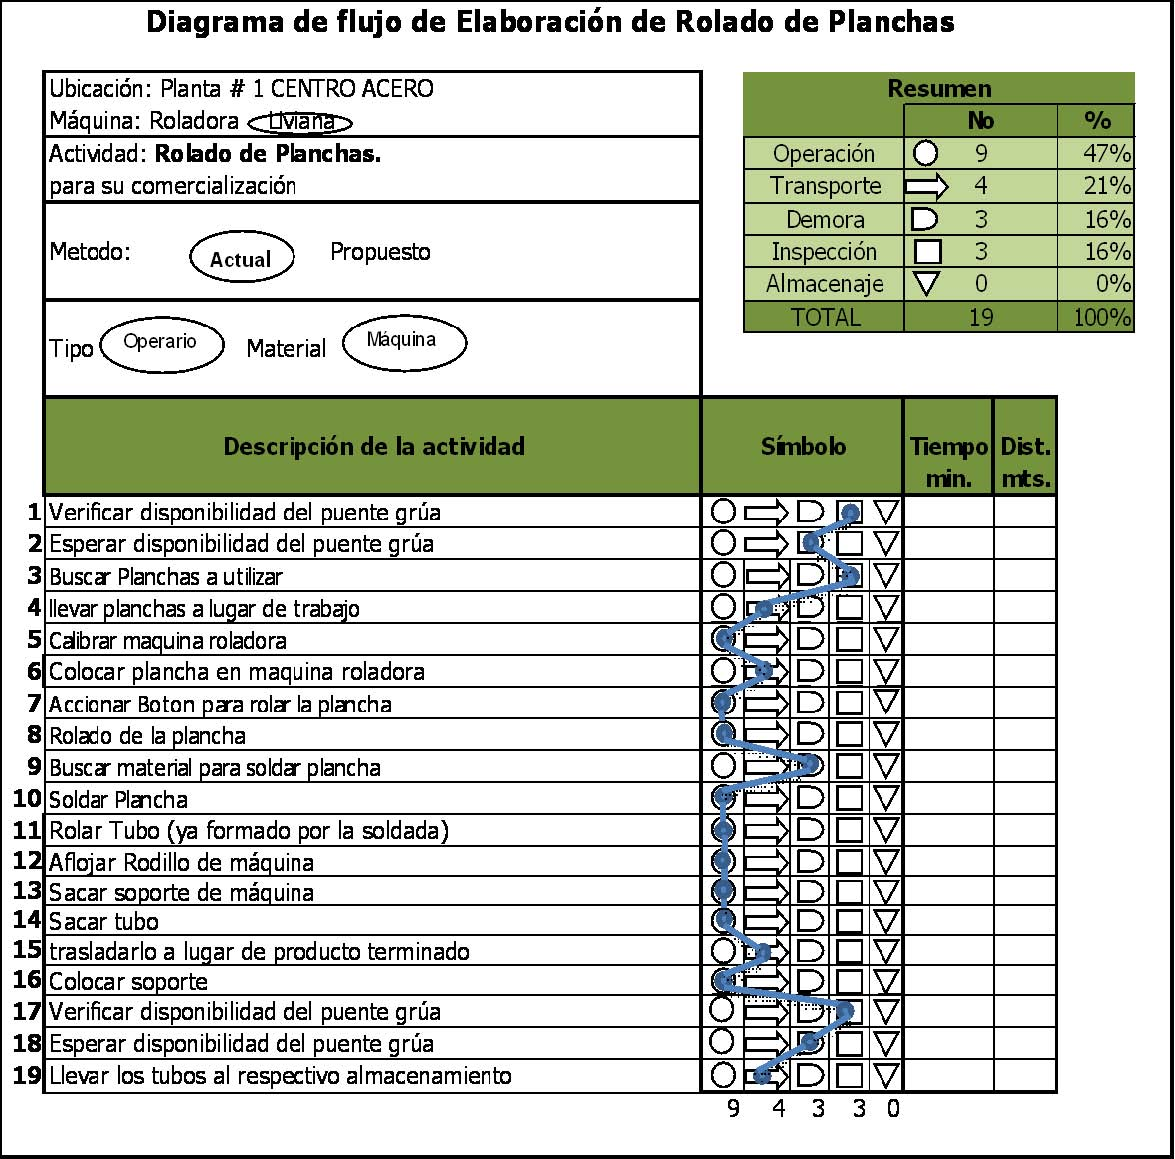 Diagrama de flujo de Elaboración de Rolado de Planchas
Ubicación: Planta # 1 CENTRO ACERO
Máquina: Roladora Liviana
Actividad: Rolado de Planchas.
para su comercialización
Metodo: Actual Propuesto
Tipo Operario Material Máquina
Resumen
No %
Operación 9 47%
Transporte 4 21%
Demora 3 16%
Inspección 3 16%
Almacenaje 0 0%
TOTAL 19 100%
Descripción de la actividad Símbolo Tiempo min. Dist. mts.
1 Verificar disponibilidad del puente grúa
2 Esperar disponibilidad del puente grúa
3 Buscar Planchas a utilizar
4 llevar planchas a lugar de trabajo
5 Calibrar maquina roladora
6 Colocar plancha en maquina roladora
7 Accionar Boton para rolar la plancha
8 Rolado de la plancha
9 Buscar material para soldar plancha
10 Soldar Plancha
11 Rolar Tubo (ya formado por la soldada)
12 Aflojar Rodillo de máquina
13 Sacar soporte de máquina
14 Sacar tubo
15 trasladarlo a lugar de producto terminado
16 Colocar soporte
17 Verificar disponibilidad del puente grúa
18 Esperar disponibilidad del puente grúa
19 Llevar los tubos al respectivo almacenamiento
9 4 3 3 0